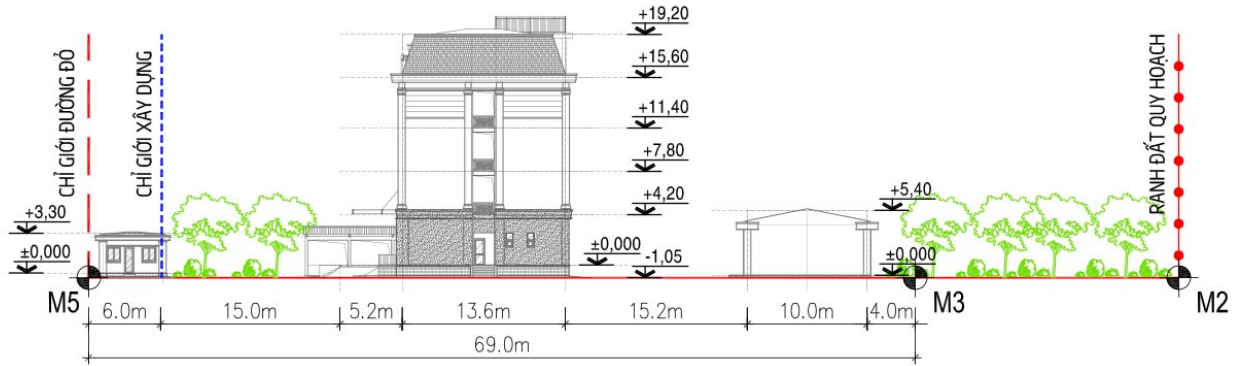 +19,20
+15,60
+11,40
+7,80
+4,20
±0,000
-1,05
CHỈ GIỚI ĐƯỜNG ĐỎ
CHỈ GIỚI XÂY DỰNG
RANH ĐẤT QUY HOẠCH
+3,30
±0,000
+5,40
±0,000
M5
M3
M2
6.0m
15.0m
5.2m
13.6m
15.2m
10.0m
4.0m
69.0m